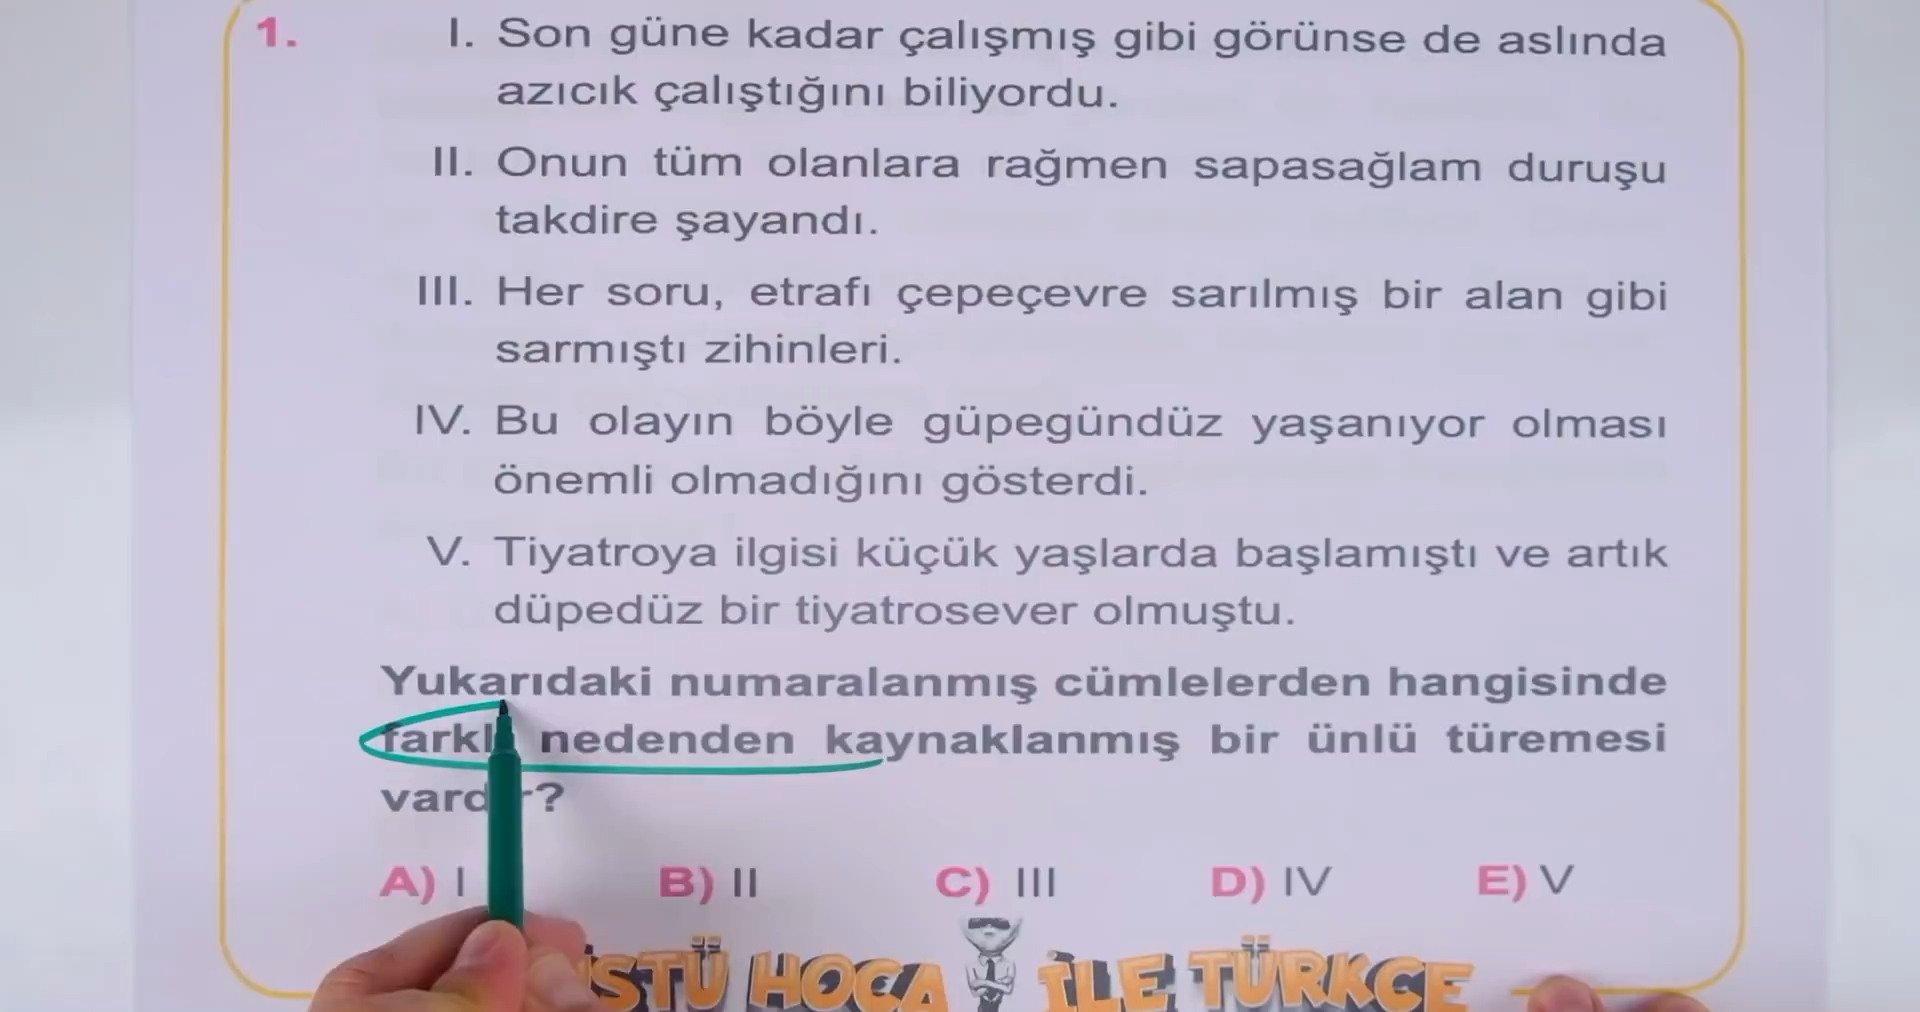 1. I. Son güne kadar çalışmış gibi görünse de aslında
azıcık çalıştığını biliyordu.
II. Onun tüm olanlara rağmen sapasağlam duruşu
takdire şayandı.
III. Her soru, etrafı çepeçevre sarılmış bir alan gibi
sarmıştı zihinleri.
IV. Bu olayın böyle güpegündüz yaşanıyor olması
önemli olmadığını gösterdi.
V. Tiyatroya ilgisi küçük yaşlarda başlamıştı ve artık
düpedüz bir tiyatrosever olmuştu.
Yukarıdaki numaralanmış cümlelerden hangisinde
farklı nedenden kaynaklanmış bir ünlü türemesi
vardır?
A) I B) II C) III D) IV E) V
HOCA İLE TÜRKÇE